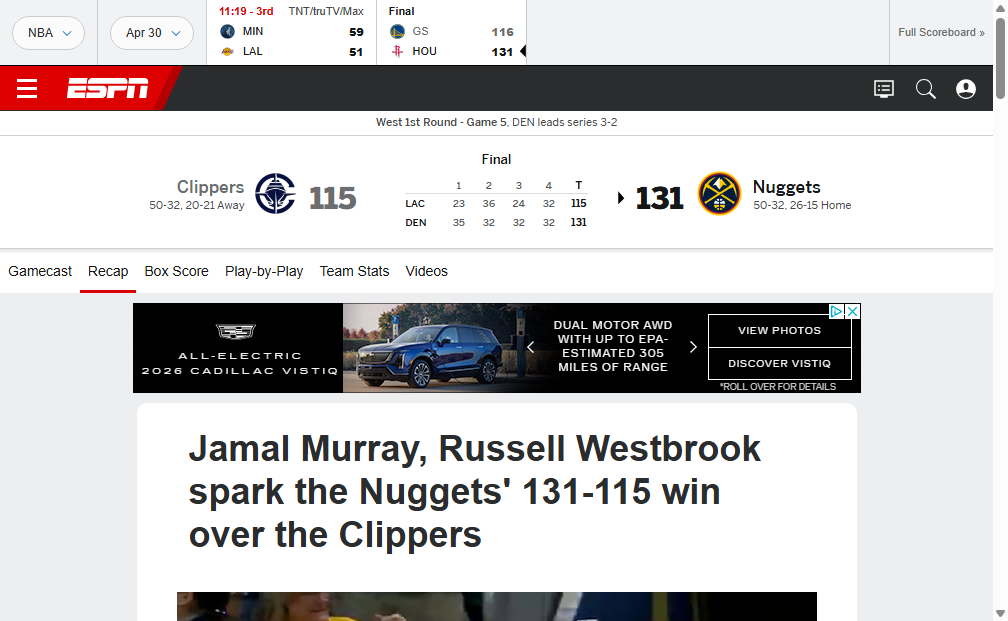 NBA
Apr 30
11:19 - 3rd TNT/truTV/Max
MIN 59
LAL 51
Final
GS 116
HOU 131
Full Scoreboard »
ESPN
West 1st Round - Game 5, DEN leads series 3-2
Final
Clippers
50-32, 20-21 Away
115
1 2 3 4 T
LAC 23 36 24 32 115
DEN 35 32 32 32 131
131
Nuggets
50-32, 26-15 Home
Gamecast Recap Box Score Play-by-Play Team Stats Videos
ALL-ELECTRIC
2026 CADILLAC VISTIQ
DUAL MOTOR AWD
WITH UP TO EPA-
ESTIMATED 305
MILES OF RANGE
VIEW PHOTOS
DISCOVER VISTIQ
*ROLL OVER FOR DETAILS
Jamal Murray, Russell Westbrook
spark the Nuggets' 131-115 win
over the Clippers